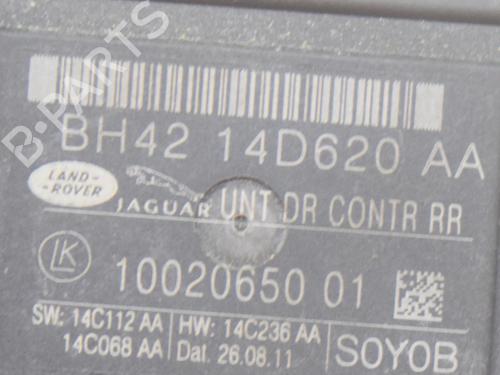 B-PARTS
BH42 14D620 AA
LAND-
ROVER
JAGUAR UNT DR CONTR RR
LK 10020650 01
SW: 14C112 AA HW: 14C236 AA
14C068 AA Dat. 26.08.11
SOYOB